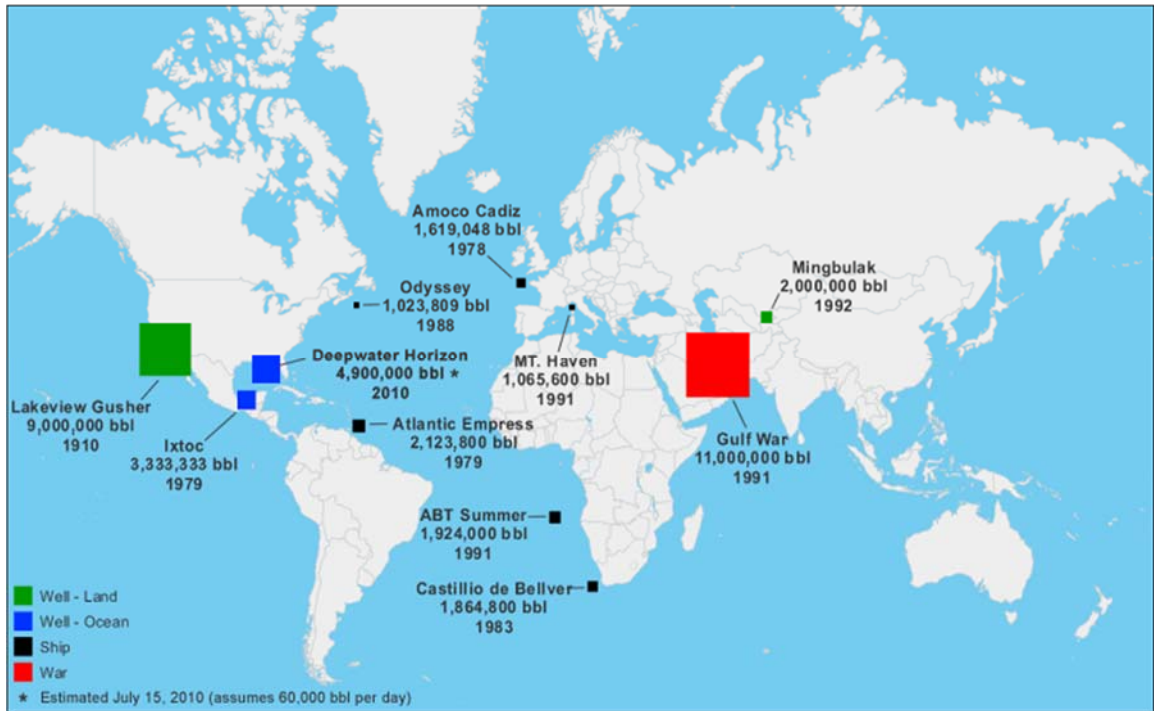 Amoco Cadiz
1,619,048 bbl
1978
Mingbulak
2,000,000 bbl
1992
Odyssey
1,023,809 bbl
1988
Deepwater Horizon
4,900,000 bbl *
2010
MT. Haven
1,065,600 bbl
1991
Lakeview Gusher
9,000,000 bbl
1910
Ixtoc
3,333,333 bbl
1979
Atlantic Empress
2,123,800 bbl
1979
Gulf War
11,000,000 bbl
1991
ABT Summer
1,924,000 bbl
1991
Castillio de Bellver
1,864,800 bbl
1983
Well - Land
Well - Ocean
Ship
War
* Estimated July 15, 2010 (assumes 60,000 bbl per day)